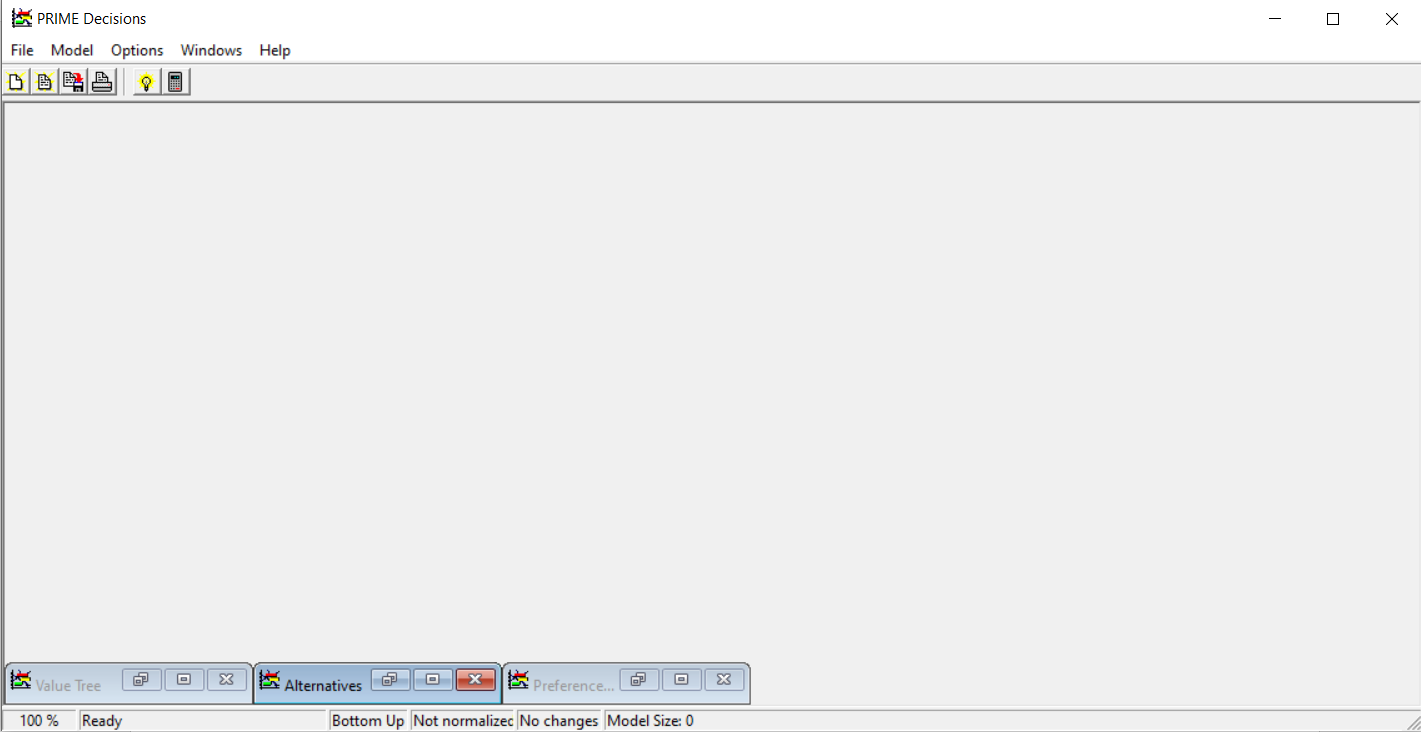 PRIME Decisions
File Model Options Windows Help
Value Tree Alternatives Preference...
100 % Ready Bottom Up Not normalized No changes Model Size: 0